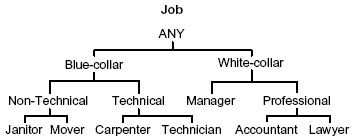 Job
ANY
Blue-collar White-collar
Non-Technical Technical Manager Professional
Janitor Mover Carpenter Technician Accountant Lawyer